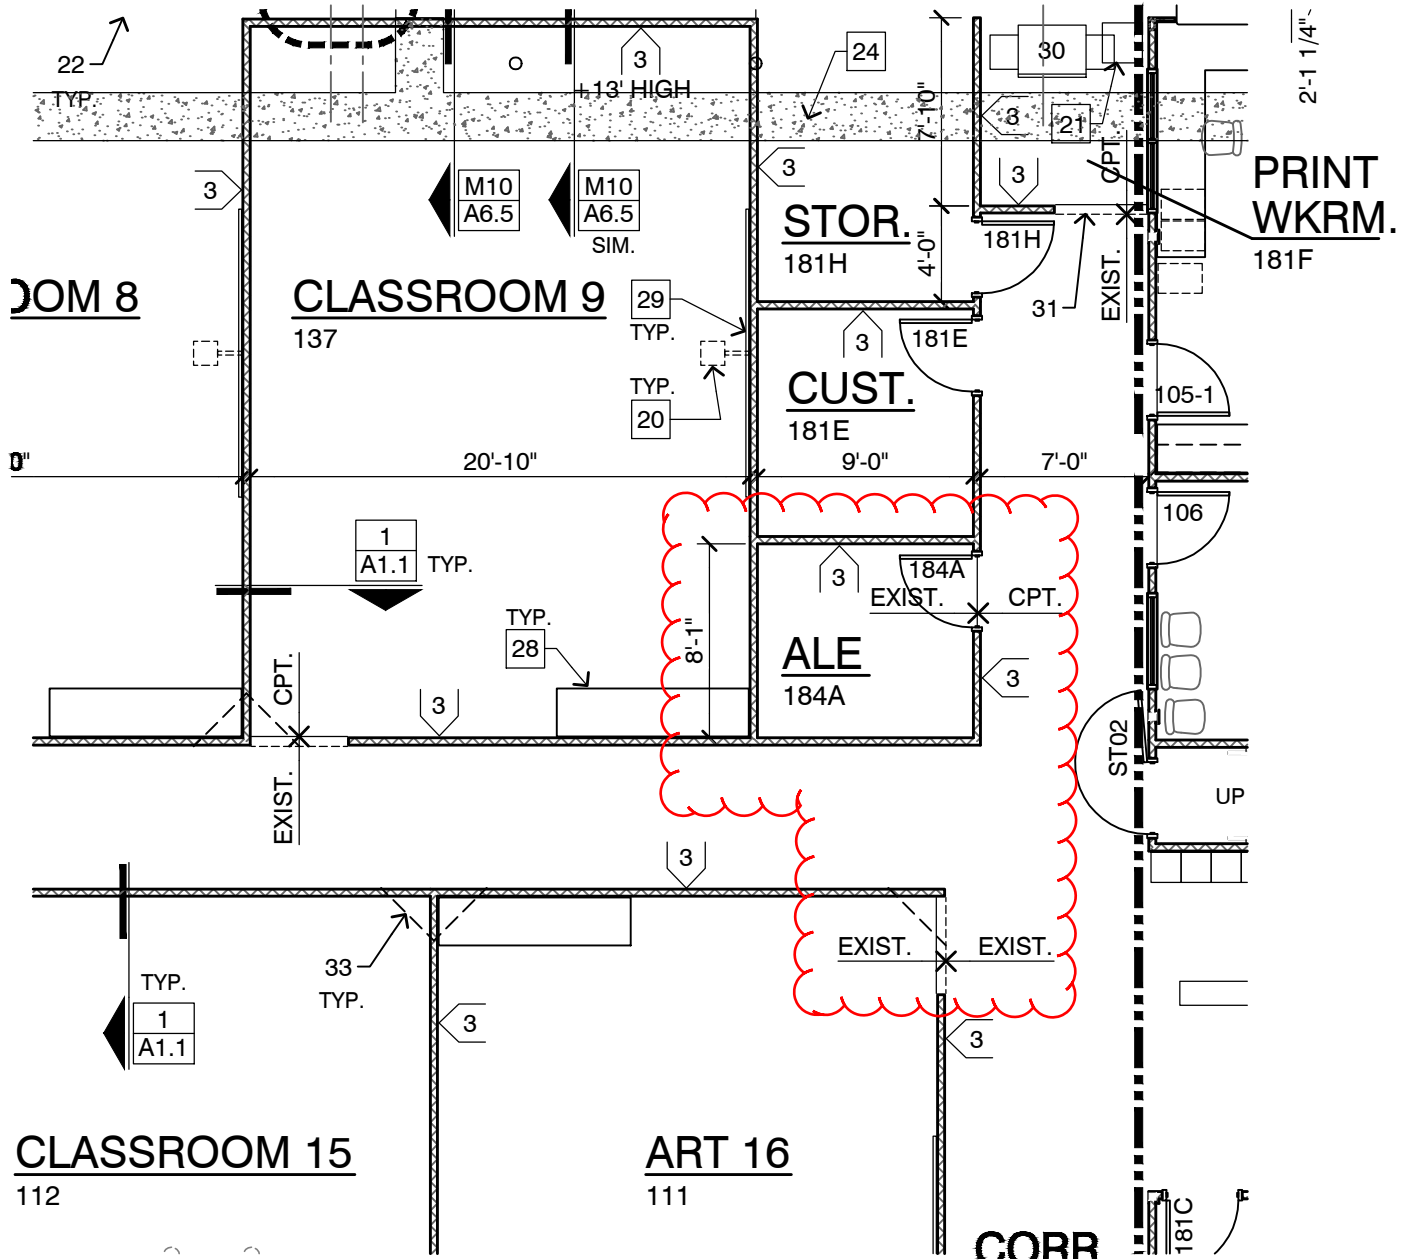 22
TYP
3
+13' HIGH
24
7'-10"
30
21
3
CPT.
2'-1 1/4"
PRINT
WKRM.
181F
3
M10
A6.5
M10
A6.5
SIM.
3
STOR.
181H
3
4'-0"
181H
31
EXIST.
OOM 8
CLASSROOM 9
137
29
TYP.
TYP.
20
3
181E
CUST.
181E
105-1
0"
20'-10"
9'-0"
7'-0"
106
1
A1.1
TYP.
3
184A
EXIST.
CPT.
TYP.
28
8'-1"
ALE
184A
3
CPT.
3
EXIST.
ST02
UP
3
33
TYP.
EXIST.
EXIST.
TYP.
1
A1.1
3
3
CLASSROOM 15
112
ART 16
111
CORR
181C